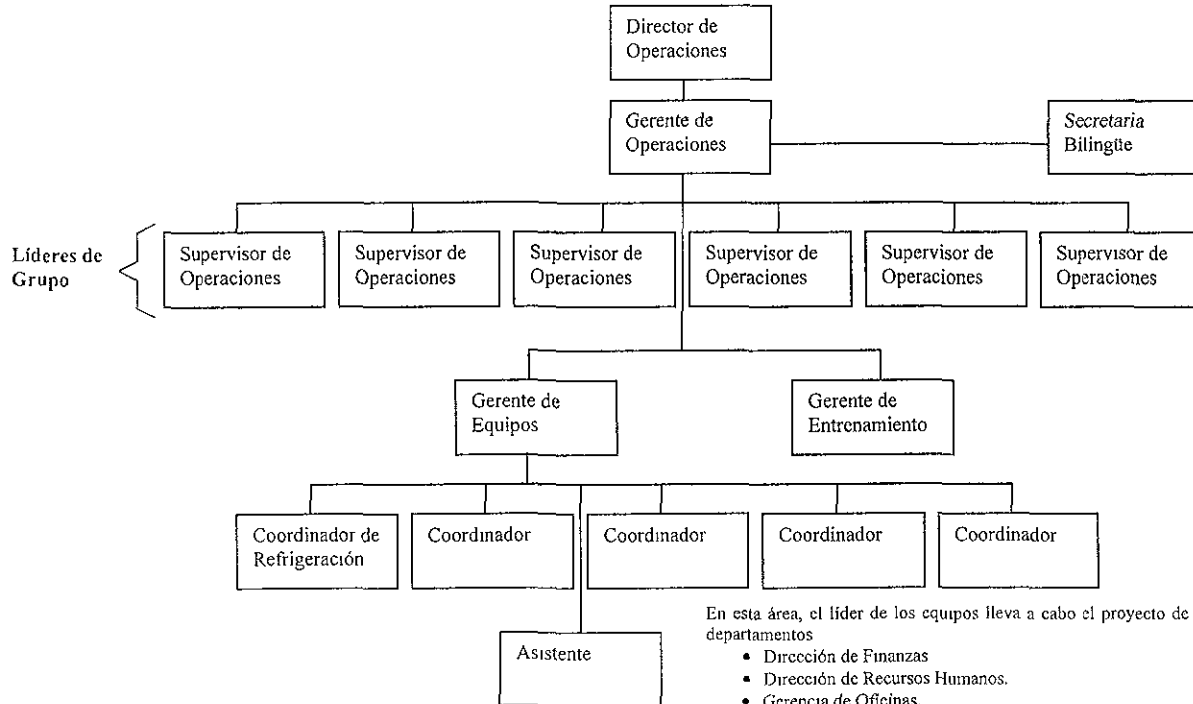 Director de
Operaciones
Gerente de
Operaciones
Secretaria
Bilingüe
Líderes de
Grupo
Supervisor de
Operaciones
Supervisor de
Operaciones
Supervisor de
Operaciones
Supervisor de
Operaciones
Supervisor de
Operaciones
Supervisor de
Operaciones
Gerente de
Equipos
Gerente de
Entrenamiento
Coordinador de
Refrigeración
Coordinador
Coordinador
Coordinador
Coordinador
Asistente
En esta área, el líder de los equipos lleva a cabo el proyecto de
departamentos
• Dirección de Finanzas
• Dirección de Recursos Humanos.
• Gerencia de Oficinas